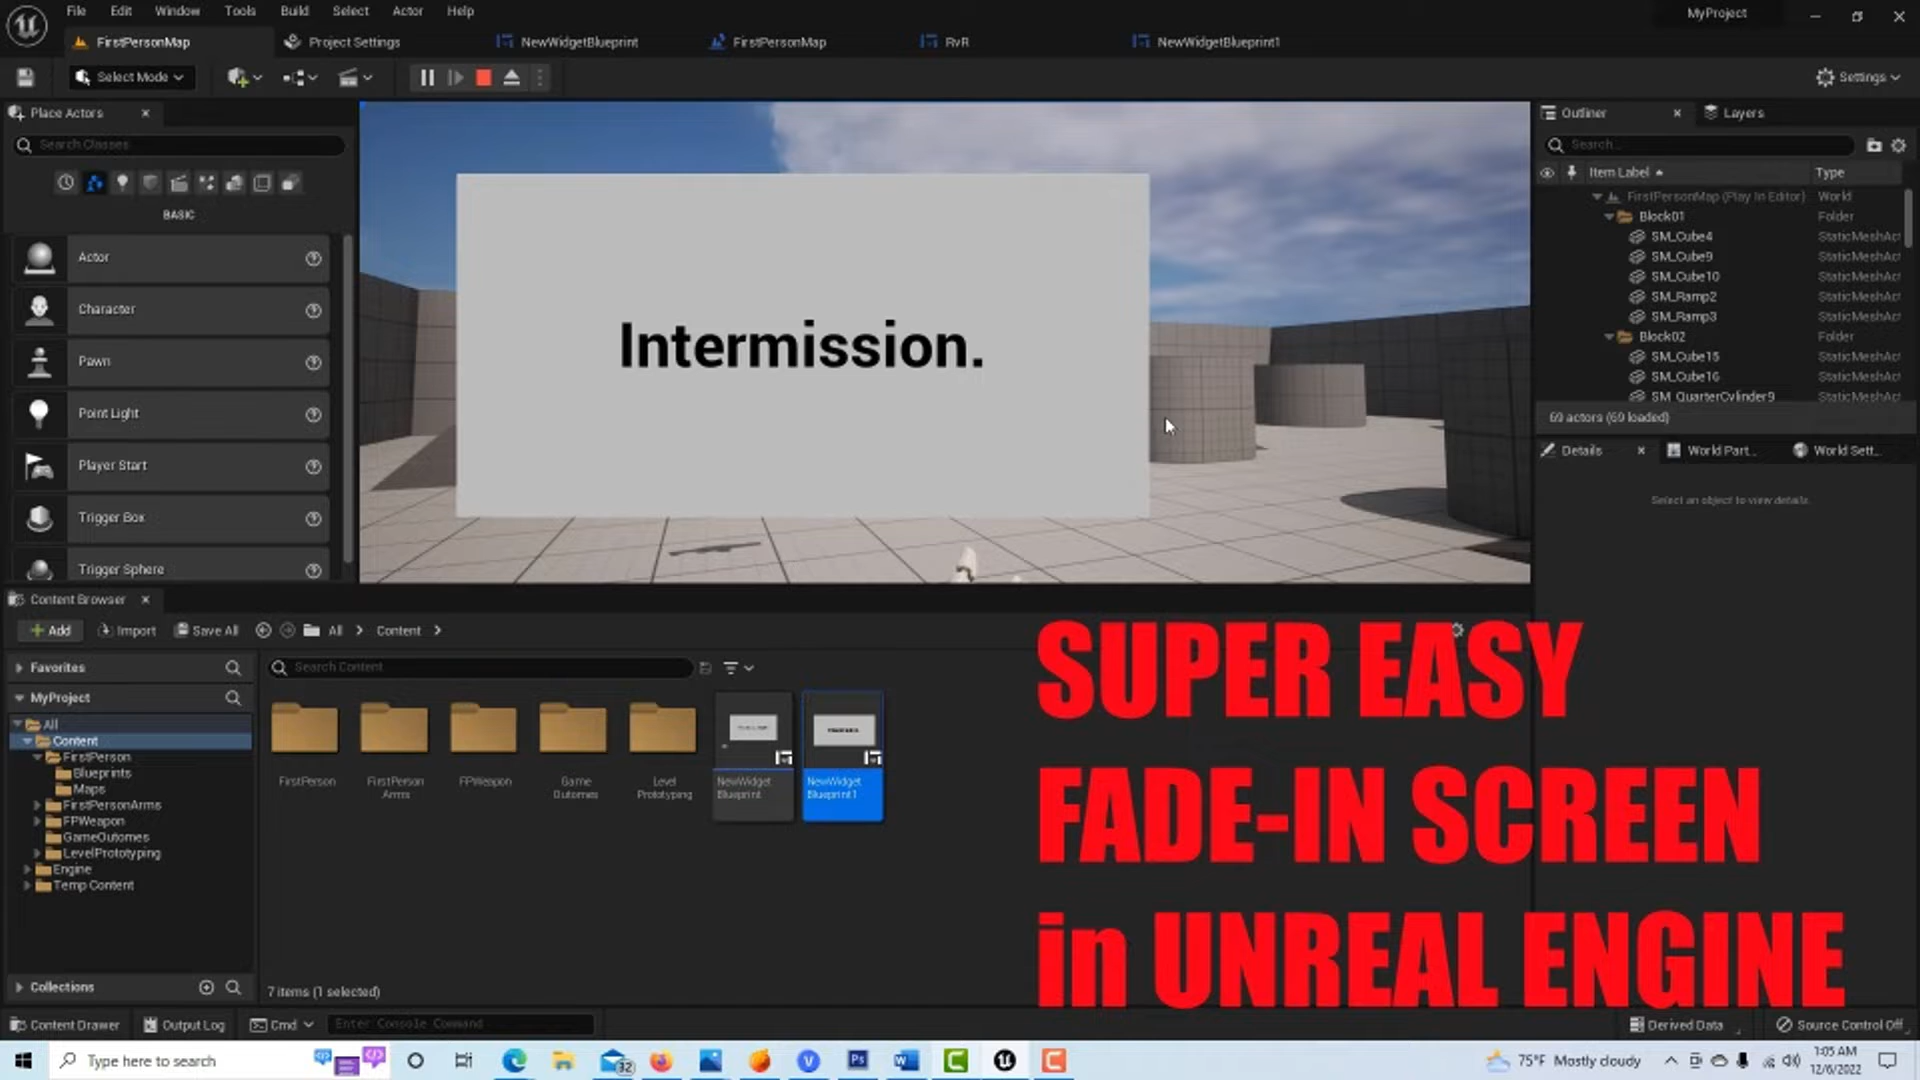 File Edit Window Tools Build Select Actor Help MyProject
FirstPersonMap Project Settings NewWidgetBlueprint FirstPersonMap RvR NewWidgetBlueprint1
Select Mode Settings
Place Actors Outliner Layers
Search Classes Search...
Item Label Type
BASIC
FirstPersonMap (Play In Editor) World
Block01 Folder
Actor SM_Cube4 StaticMeshAct
SM_Cube9 StaticMeshAct
SM_Cube10 StaticMeshAct
Character SM_Ramp2 StaticMeshAct
SM_Ramp3 StaticMeshAct
Block02 Folder
Pawn SM_Cube15 StaticMeshAct
Intermission.
SM_Cube16 StaticMeshAct
SM_QuarterCylinder9 StaticMeshAct
Point Light 69 actors (69 loaded)
Player Start Details World Part... World Sett...
Select an object to view details.
Trigger Box
Trigger Sphere
Content Browser
Add Import Save All All Content
Favorites Search Content
MyProject
All
Content
FirstPerson
Blueprints
Maps
FirstPersonArms
FPWeapon
GameOutomes
LevelPrototyping
Engine
Temp Content
FirstPerson FirstPerson Arms FPWeapon Game Outomes Level Prototyping NewWidget Blueprint NewWidget Blueprint1
SUPER EASY
FADE-IN SCREEN
in UNREAL ENGINE
Collections 7 items (1 selected)
Content Drawer Output Log Cmd Enter Console Command Derived Data Source Control Off
Type here to search 32 Ps W 75°F Mostly cloudy 1:05 AM
12/6/2022